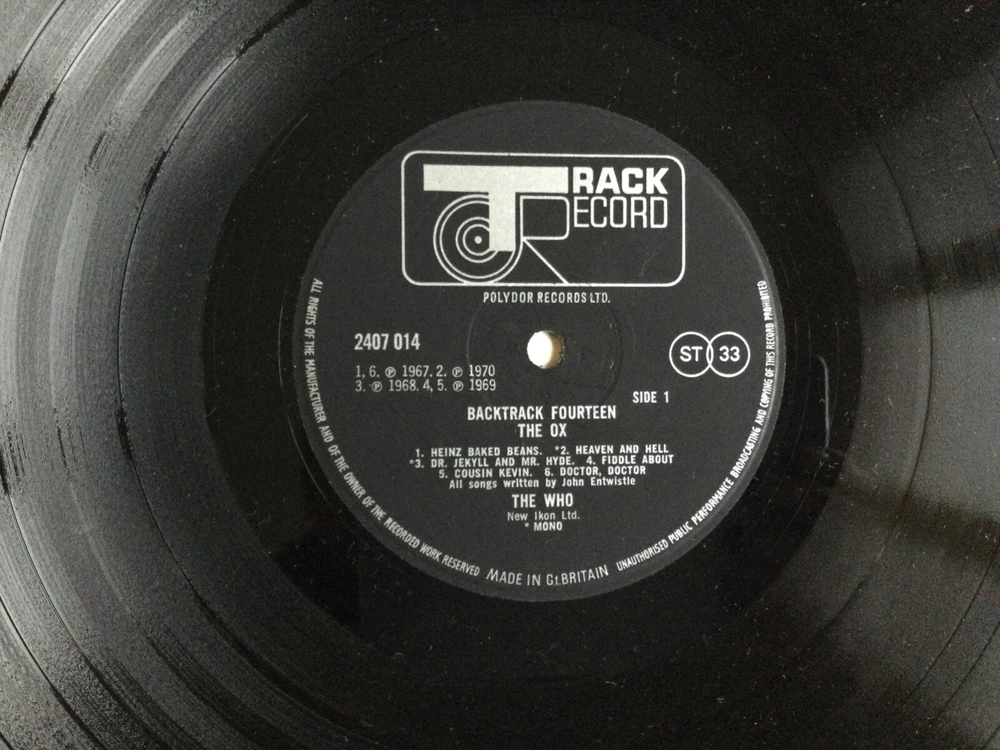 TRACK
RECORD
POLYDOR RECORDS LTD.
2407 014
1, 6. ℗ 1967. 2. ℗ 1970
3. ℗ 1968. 4, 5. ℗ 1969
ST 33
SIDE 1
BACKTRACK FOURTEEN
THE OX
1. HEINZ BAKED BEANS. *2. HEAVEN AND HELL
*3. DR. JEKYLL AND MR. HYDE. 4. FIDDLE ABOUT
5. COUSIN KEVIN. 6. DOCTOR, DOCTOR
All songs written by John Entwistle
THE WHO
New Ikon Ltd.
* MONO
ALL RIGHTS OF THE MANUFACTURER AND OF THE OWNER OF THE RECORDED WORK RESERVED MADE IN Gt. BRITAIN UNAUTHORISED PUBLIC PERFORMANCE BROADCASTING AND COPYING OF THIS RECORD PROHIBITED